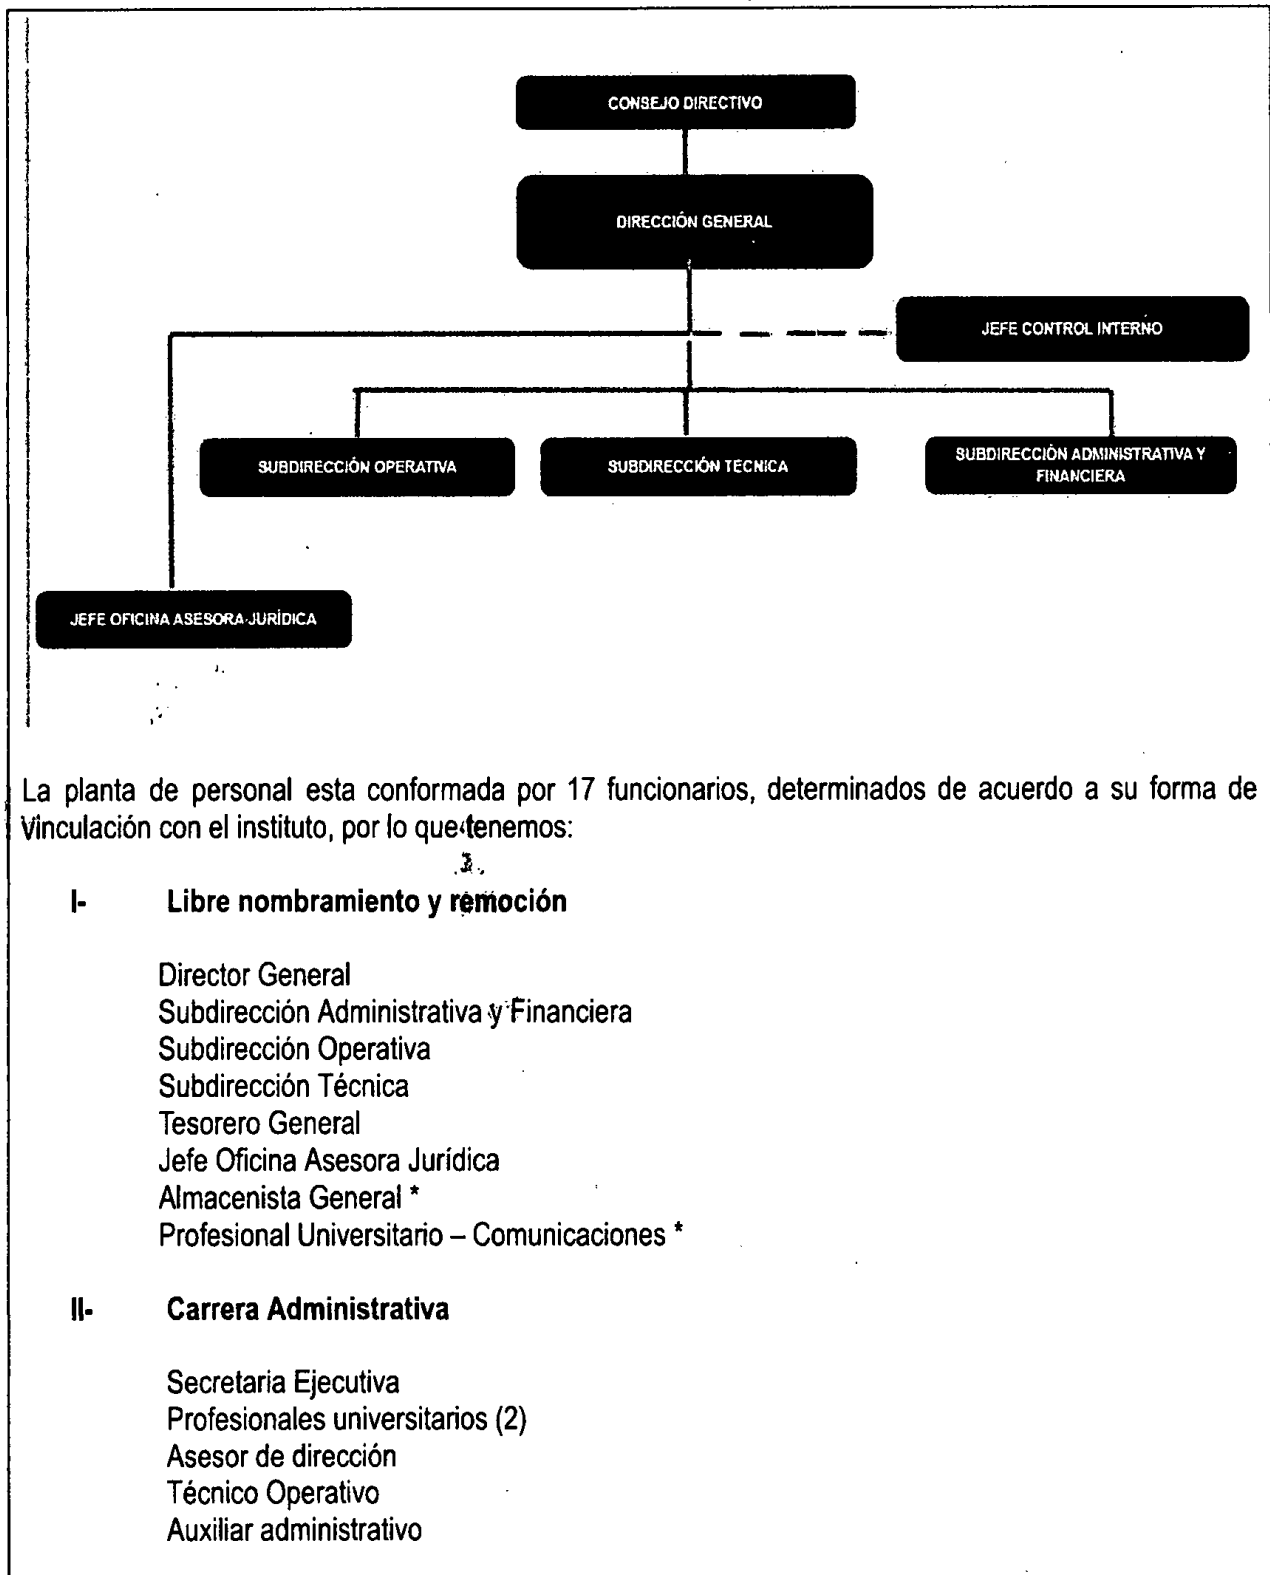 CONSEJO DIRECTIVO
DIRECCIÓN GENERAL
JEFE CONTROL INTERNO
SUBDIRECCIÓN OPERATIVA
SUBDIRECCIÓN TECNICA
SUBDIRECCIÓN ADMINISTRATIVA Y
FINANCIERA
JEFE OFICINA ASESORA JURÍDICA
La planta de personal esta conformada por 17 funcionarios, determinados de acuerdo a su forma de
Vinculación con el instituto, por lo que tenemos:
I- Libre nombramiento y remoción
Director General
Subdirección Administrativa y Financiera
Subdirección Operativa
Subdirección Técnica
Tesorero General
Jefe Oficina Asesora Jurídica
Almacenista General *
Profesional Universitario – Comunicaciones *
II- Carrera Administrativa
Secretaria Ejecutiva
Profesionales universitarios (2)
Asesor de dirección
Técnico Operativo
Auxiliar administrativo